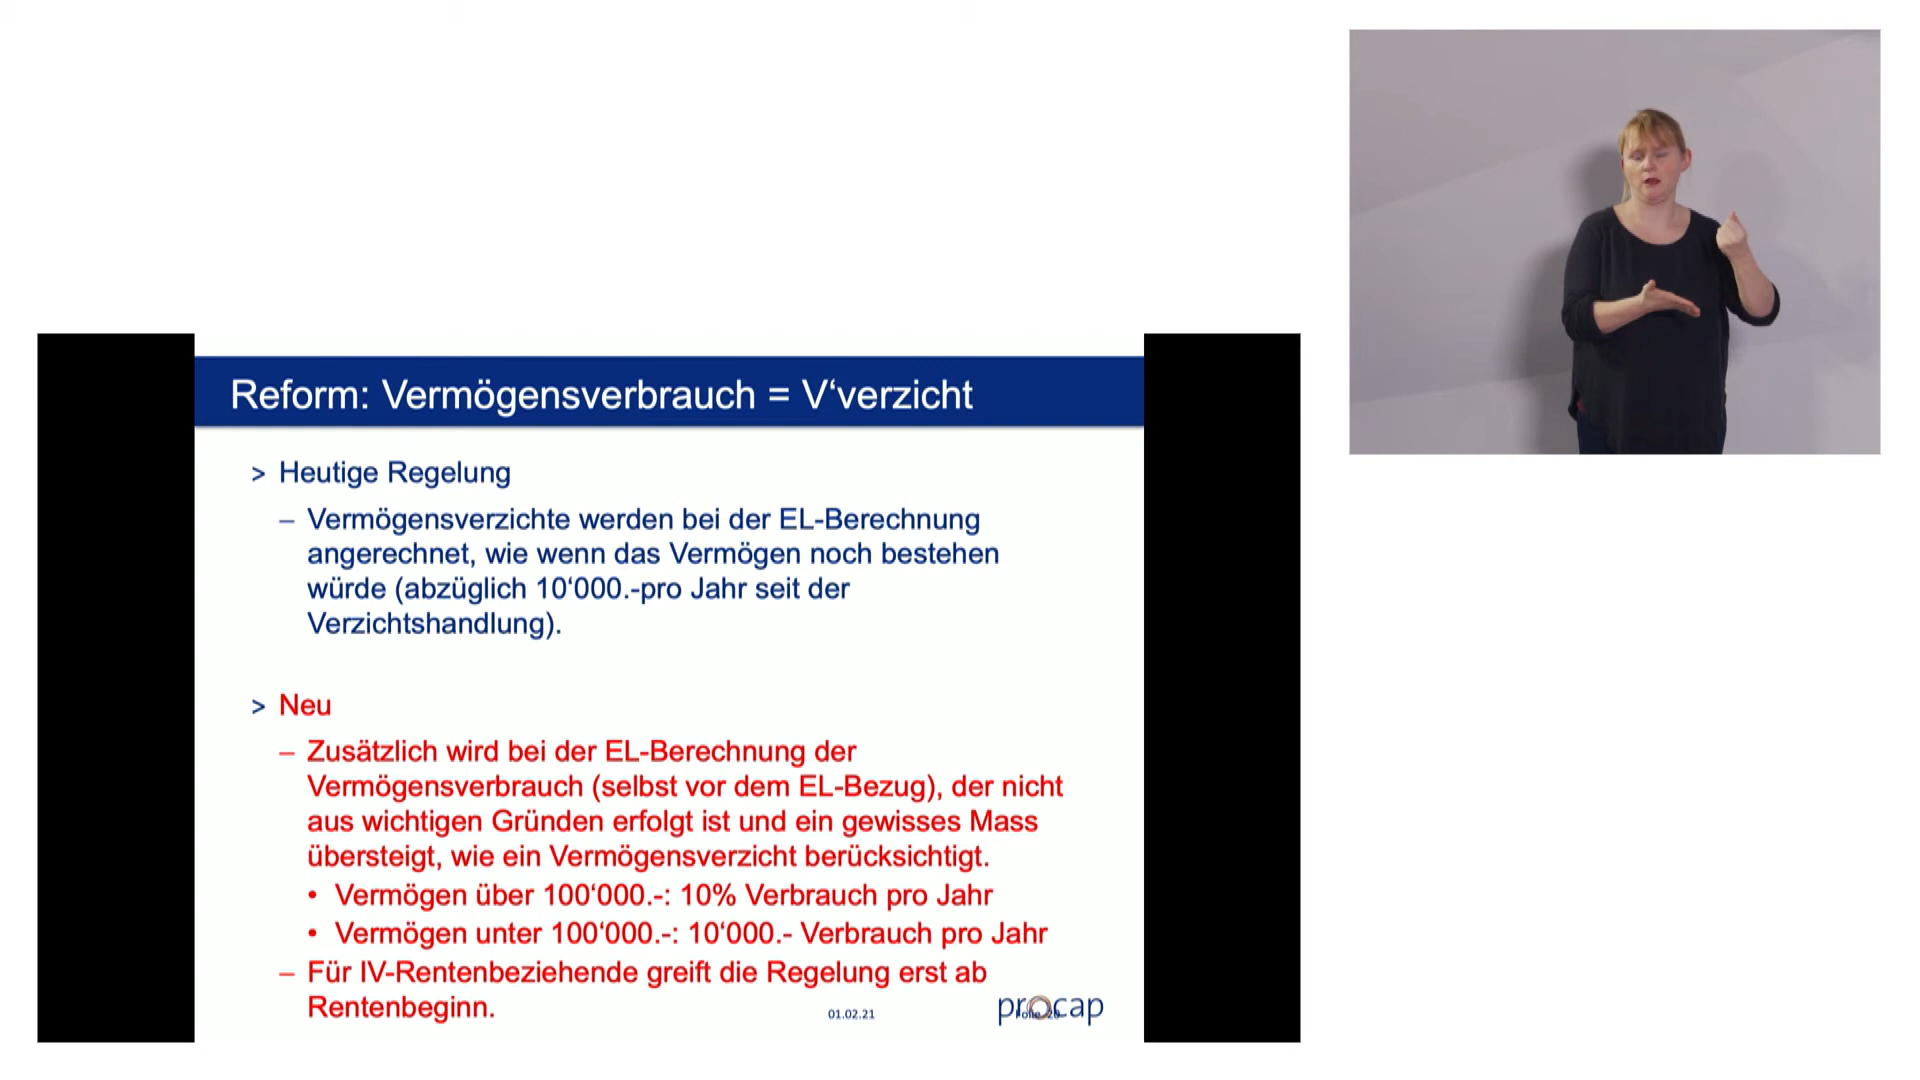 Reform: Vermögensverbrauch = V‘verzicht
> Heutige Regelung
– Vermögensverzichte werden bei der EL-Berechnung
angerechnet, wie wenn das Vermögen noch bestehen
würde (abzüglich 10‘000.-pro Jahr seit der
Verzichtshandlung).
> Neu
– Zusätzlich wird bei der EL-Berechnung der
Vermögensverbrauch (selbst vor dem EL-Bezug), der nicht
aus wichtigen Gründen erfolgt ist und ein gewisses Mass
übersteigt, wie ein Vermögensverzicht berücksichtigt.
• Vermögen über 100‘000.-: 10% Verbrauch pro Jahr
• Vermögen unter 100‘000.-: 10‘000.- Verbrauch pro Jahr
– Für IV-Rentenbeziehende greift die Regelung erst ab
Rentenbeginn.
01.02.21
procap